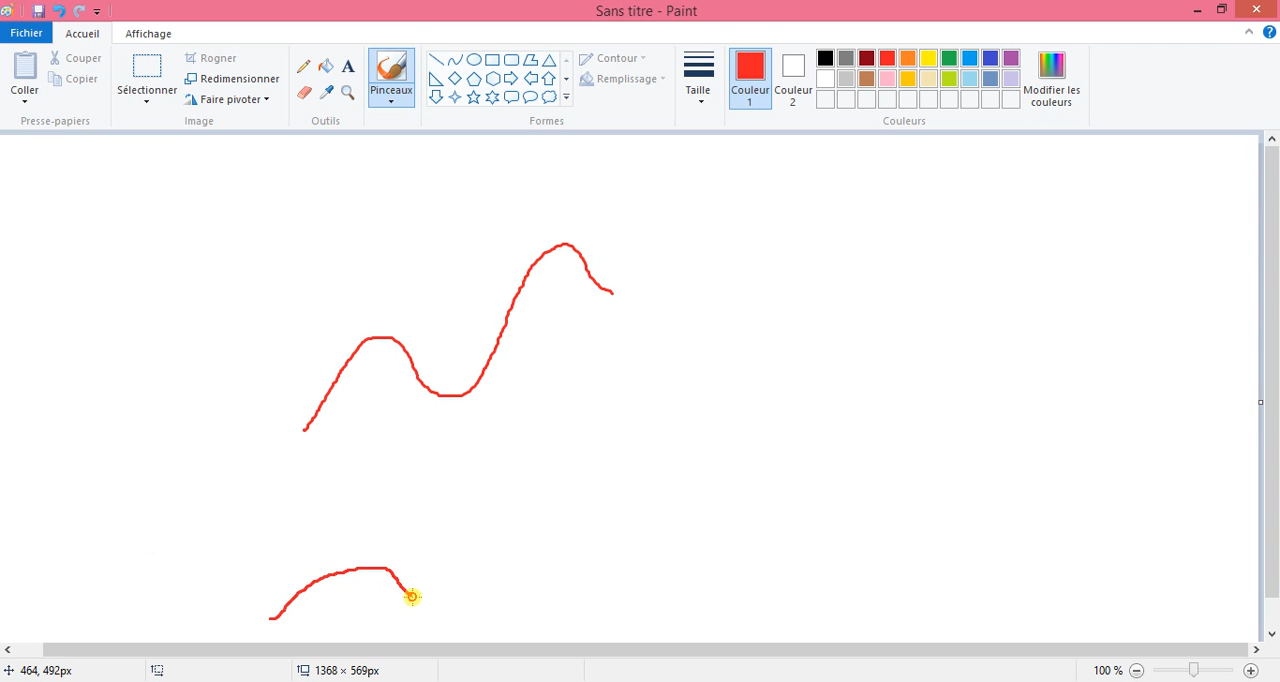 Sans titre - Paint
Fichier Accueil Affichage
Coller
Couper
Copier
Presse-papiers
Sélectionner
Rogner
Redimensionner
Faire pivoter
Image
A
Outils
Pinceaux
Contour
Remplissage
Formes
Taille
Couleur 1
Couleur 2
Modifier les couleurs
Couleurs
464, 492px
1368 × 569px
100 %